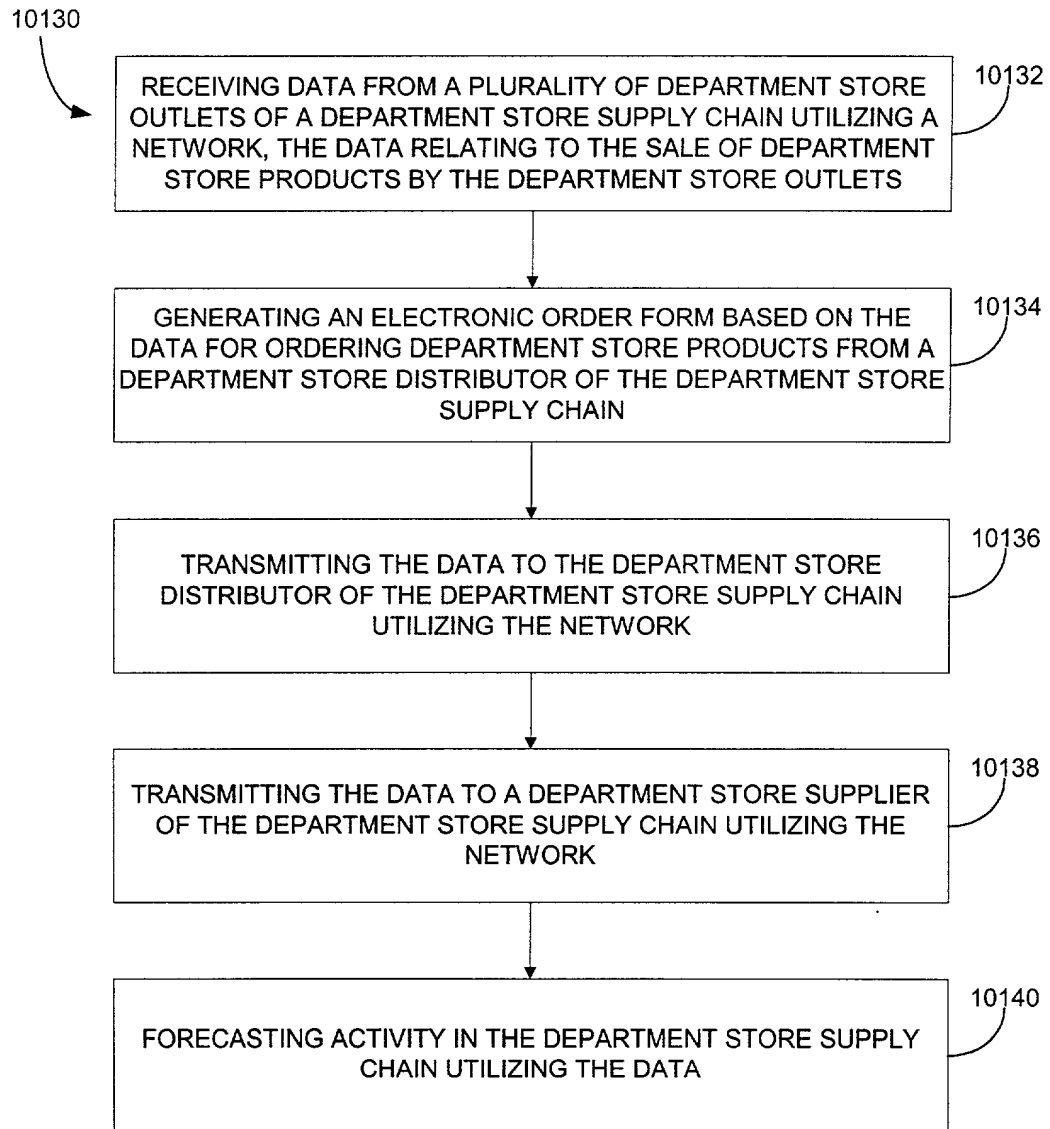 10130
10132
RECEIVING DATA FROM A PLURALITY OF DEPARTMENT STORE
OUTLETS OF A DEPARTMENT STORE SUPPLY CHAIN UTILIZING A
NETWORK, THE DATA RELATING TO THE SALE OF DEPARTMENT
STORE PRODUCTS BY THE DEPARTMENT STORE OUTLETS
10134
GENERATING AN ELECTRONIC ORDER FORM BASED ON THE
DATA FOR ORDERING DEPARTMENT STORE PRODUCTS FROM A
DEPARTMENT STORE DISTRIBUTOR OF THE DEPARTMENT STORE
SUPPLY CHAIN
10136
TRANSMITTING THE DATA TO THE DEPARTMENT STORE
DISTRIBUTOR OF THE DEPARTMENT STORE SUPPLY CHAIN
UTILIZING THE NETWORK
10138
TRANSMITTING THE DATA TO A DEPARTMENT STORE SUPPLIER
OF THE DEPARTMENT STORE SUPPLY CHAIN UTILIZING THE
NETWORK
10140
FORECASTING ACTIVITY IN THE DEPARTMENT STORE SUPPLY
CHAIN UTILIZING THE DATA